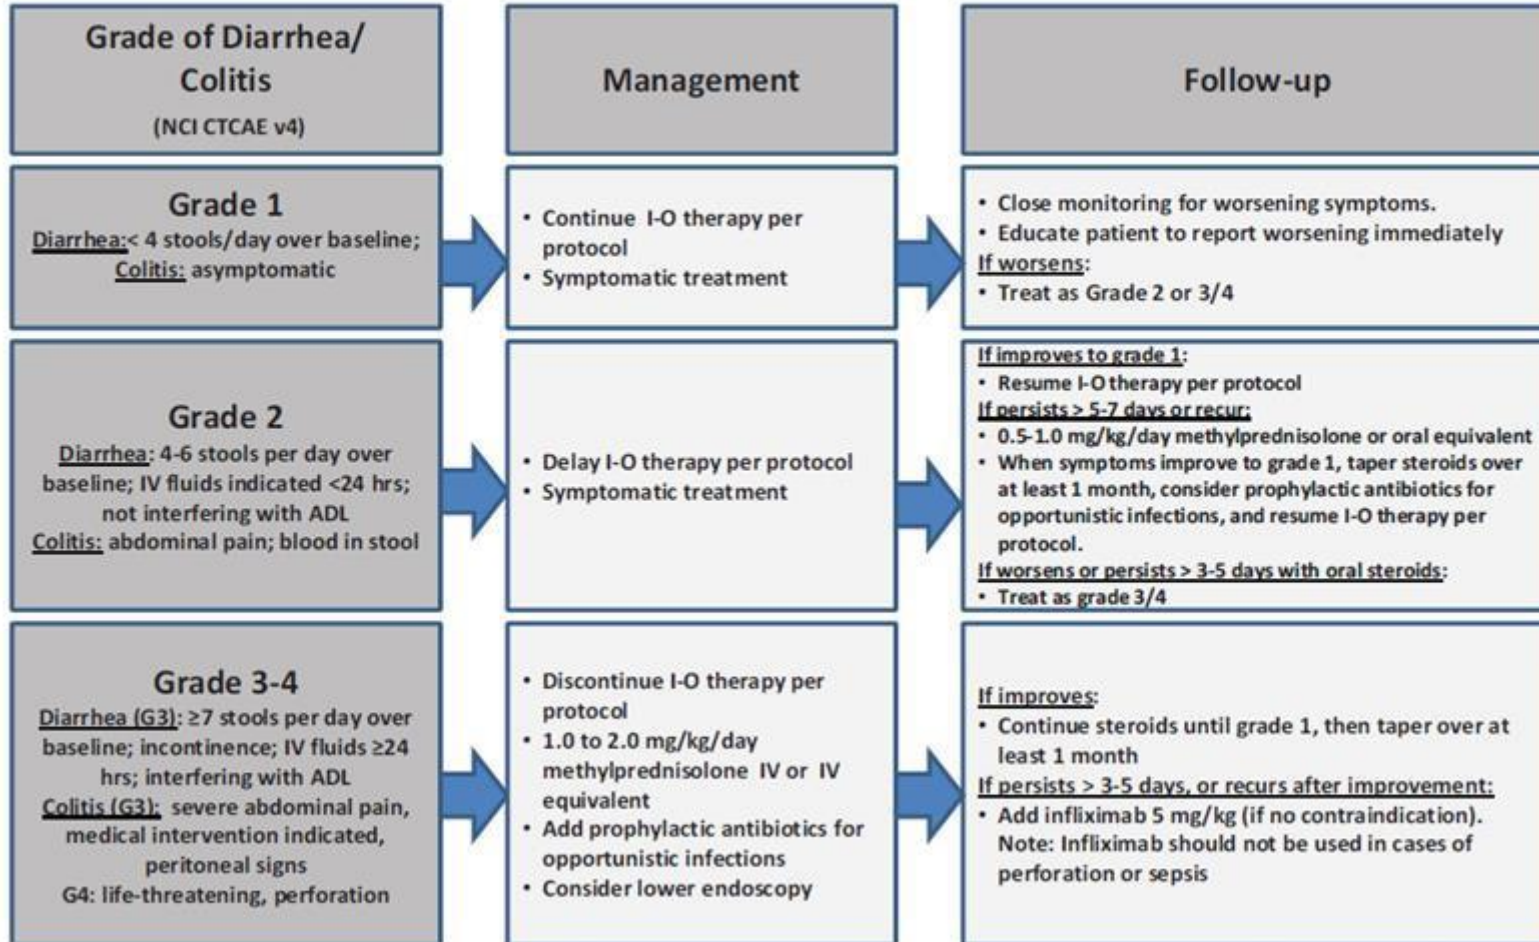 Grade of Diarrhea/
Colitis
(NCI CTCAE v4)
Management
Follow-up
Grade 1
Diarrhea:< 4 stools/day over baseline;
Colitis: asymptomatic
• Continue I-O therapy per
protocol
• Symptomatic treatment
• Close monitoring for worsening symptoms.
• Educate patient to report worsening immediately
If worsens:
• Treat as Grade 2 or 3/4
Grade 2
Diarrhea: 4-6 stools per day over
baseline; IV fluids indicated <24 hrs;
not interfering with ADL
Colitis: abdominal pain; blood in stool
• Delay I-O therapy per protocol
• Symptomatic treatment
If improves to grade 1:
• Resume I-O therapy per protocol
If persists > 5-7 days or recur:
• 0.5-1.0 mg/kg/day methylprednisolone or oral equivalent
• When symptoms improve to grade 1, taper steroids over
at least 1 month, consider prophylactic antibiotics for
opportunistic infections, and resume I-O therapy per
protocol.
If worsens or persists > 3-5 days with oral steroids:
• Treat as grade 3/4
Grade 3-4
Diarrhea (G3): ≥7 stools per day over
baseline; incontinence; IV fluids ≥24
hrs; interfering with ADL
Colitis (G3): severe abdominal pain,
medical intervention indicated,
peritoneal signs
G4: life-threatening, perforation
• Discontinue I-O therapy per
protocol
• 1.0 to 2.0 mg/kg/day
methylprednisolone IV or IV
equivalent
• Add prophylactic antibiotics for
opportunistic infections
• Consider lower endoscopy
If improves:
• Continue steroids until grade 1, then taper over at
least 1 month
If persists > 3-5 days, or recurs after improvement:
• Add infliximab 5 mg/kg (if no contraindication).
Note: Infliximab should not be used in cases of
perforation or sepsis